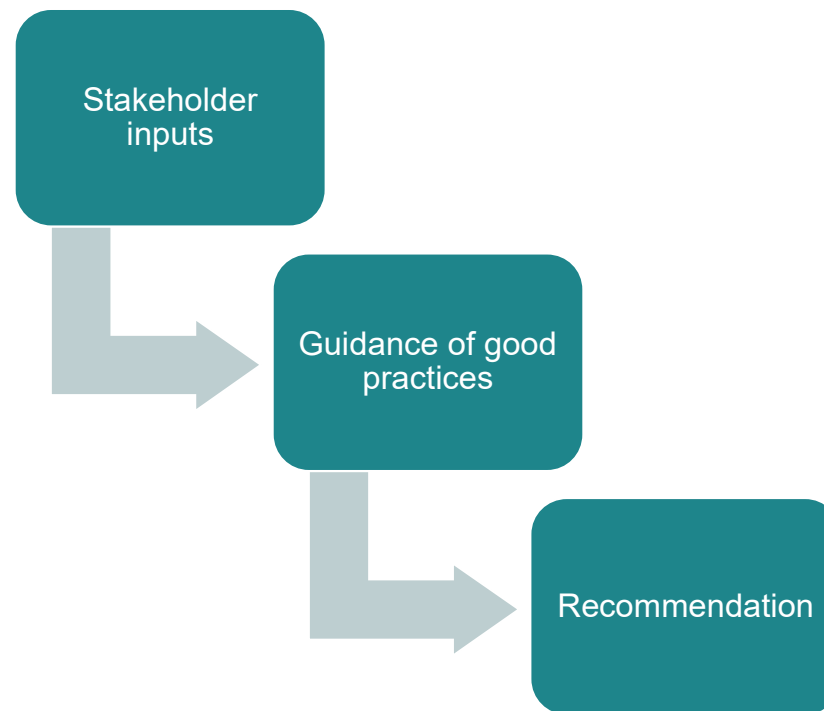 Stakeholder
inputs
Guidance of good
practices
Recommendation